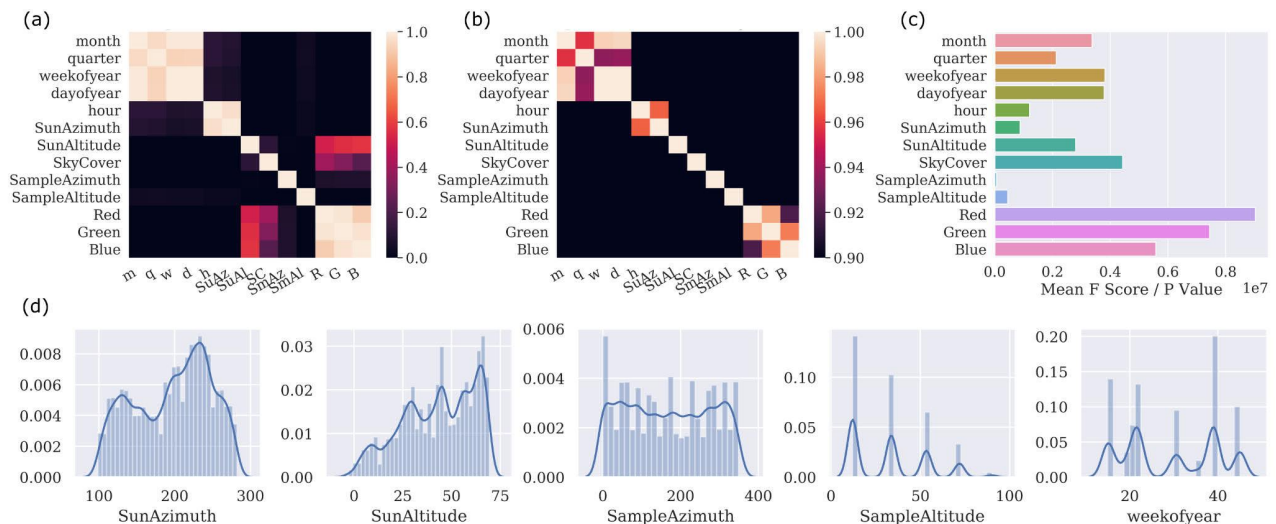 (a)
month
quarter
weekofyear
dayofyear
hour
SunAzimuth
SunAltitude
SkyCover
SampleAzimuth
SampleAltitude
Red
Green
Blue
m q w d h SuAz SuAl SC SmAz SmAl R G B
1.0
0.8
0.6
0.4
0.2
0.0
(b)
month
quarter
weekofyear
dayofyear
hour
SunAzimuth
SunAltitude
SkyCover
SampleAzimuth
SampleAltitude
Red
Green
Blue
m q w d h SuAz SuAl SC SmAz SmAl R G B
1.00
0.98
0.96
0.94
0.92
0.90
(c)
month
quarter
weekofyear
dayofyear
hour
SunAzimuth
SunAltitude
SkyCover
SampleAzimuth
SampleAltitude
Red
Green
Blue
0.0 0.2 0.4 0.6 0.8 1.0
Mean F Score / P Value 1e7
(d)
0.008
0.006
0.004
0.002
0.000
100 200 300
SunAzimuth
0.03
0.02
0.01
0.00
0 25 50 75
SunAltitude
0.006
0.004
0.002
0.000
0 200 400
SampleAzimuth
0.10
0.05
0.00
0 50 100
SampleAltitude
0.20
0.15
0.10
0.05
0.00
20 40
weekofyear